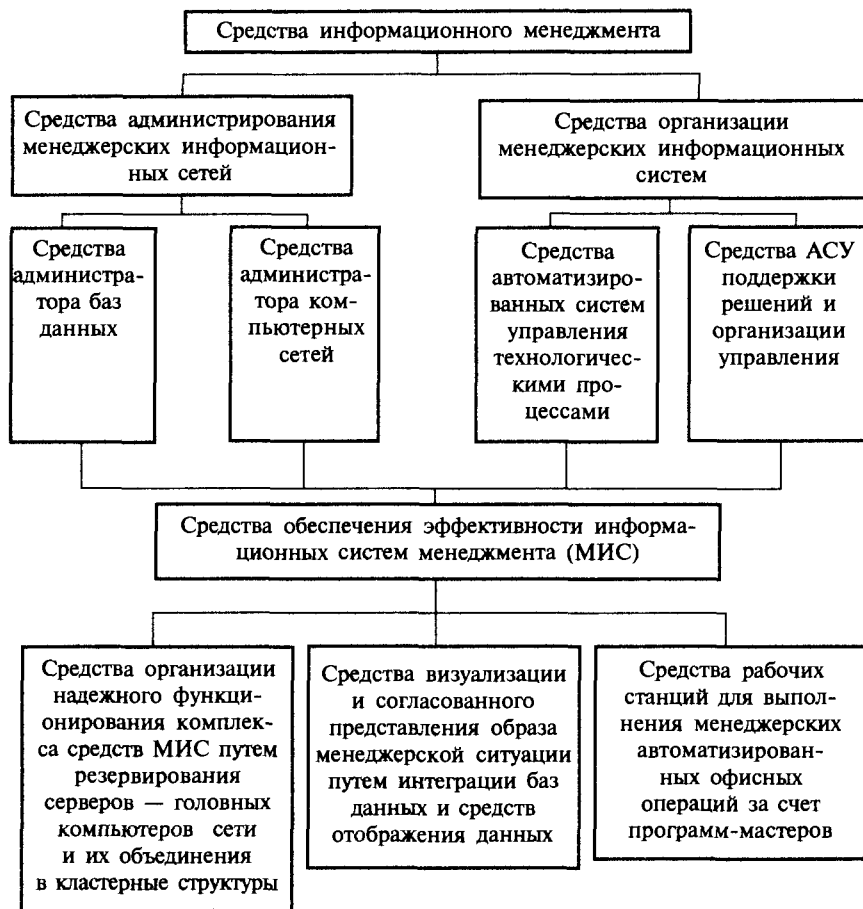 Средства информационного менеджмента
Средства администрирования
менеджерских информацион-
ных сетей
Средства организации
менеджерских информационных
систем
Средства
администра-
тора баз
данных
Средства
администра-
тора ком-
пьютерных
сетей
Средства
автоматизиро-
ванных систем
управления
технологичес-
кими про-
цессами
Средства АСУ
поддержки
решений и
организации
управления
Средства обеспечения эффективности информа-
ционных систем менеджмента (МИС)
Средства организации
надежного функци-
онирования комплек-
са средств МИС путем
резервирования
серверов — головных
компьютеров сети
и их объединения
в кластерные структуры
Средства визуализации
и согласованного
представления образа
менеджерской ситуации
путем интеграции баз
данных и средств
отображения данных
Средства рабочих
станций для выпол-
нения менеджерских
автоматизирован-
ных офисных
операций за счет
программ-мастеров